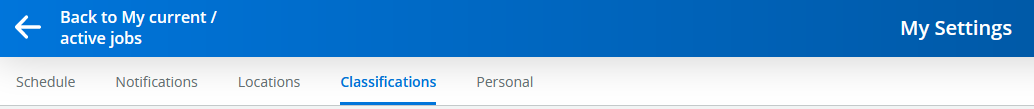 Back to My current /
active jobs
My Settings
Schedule Notifications Locations Classifications Personal